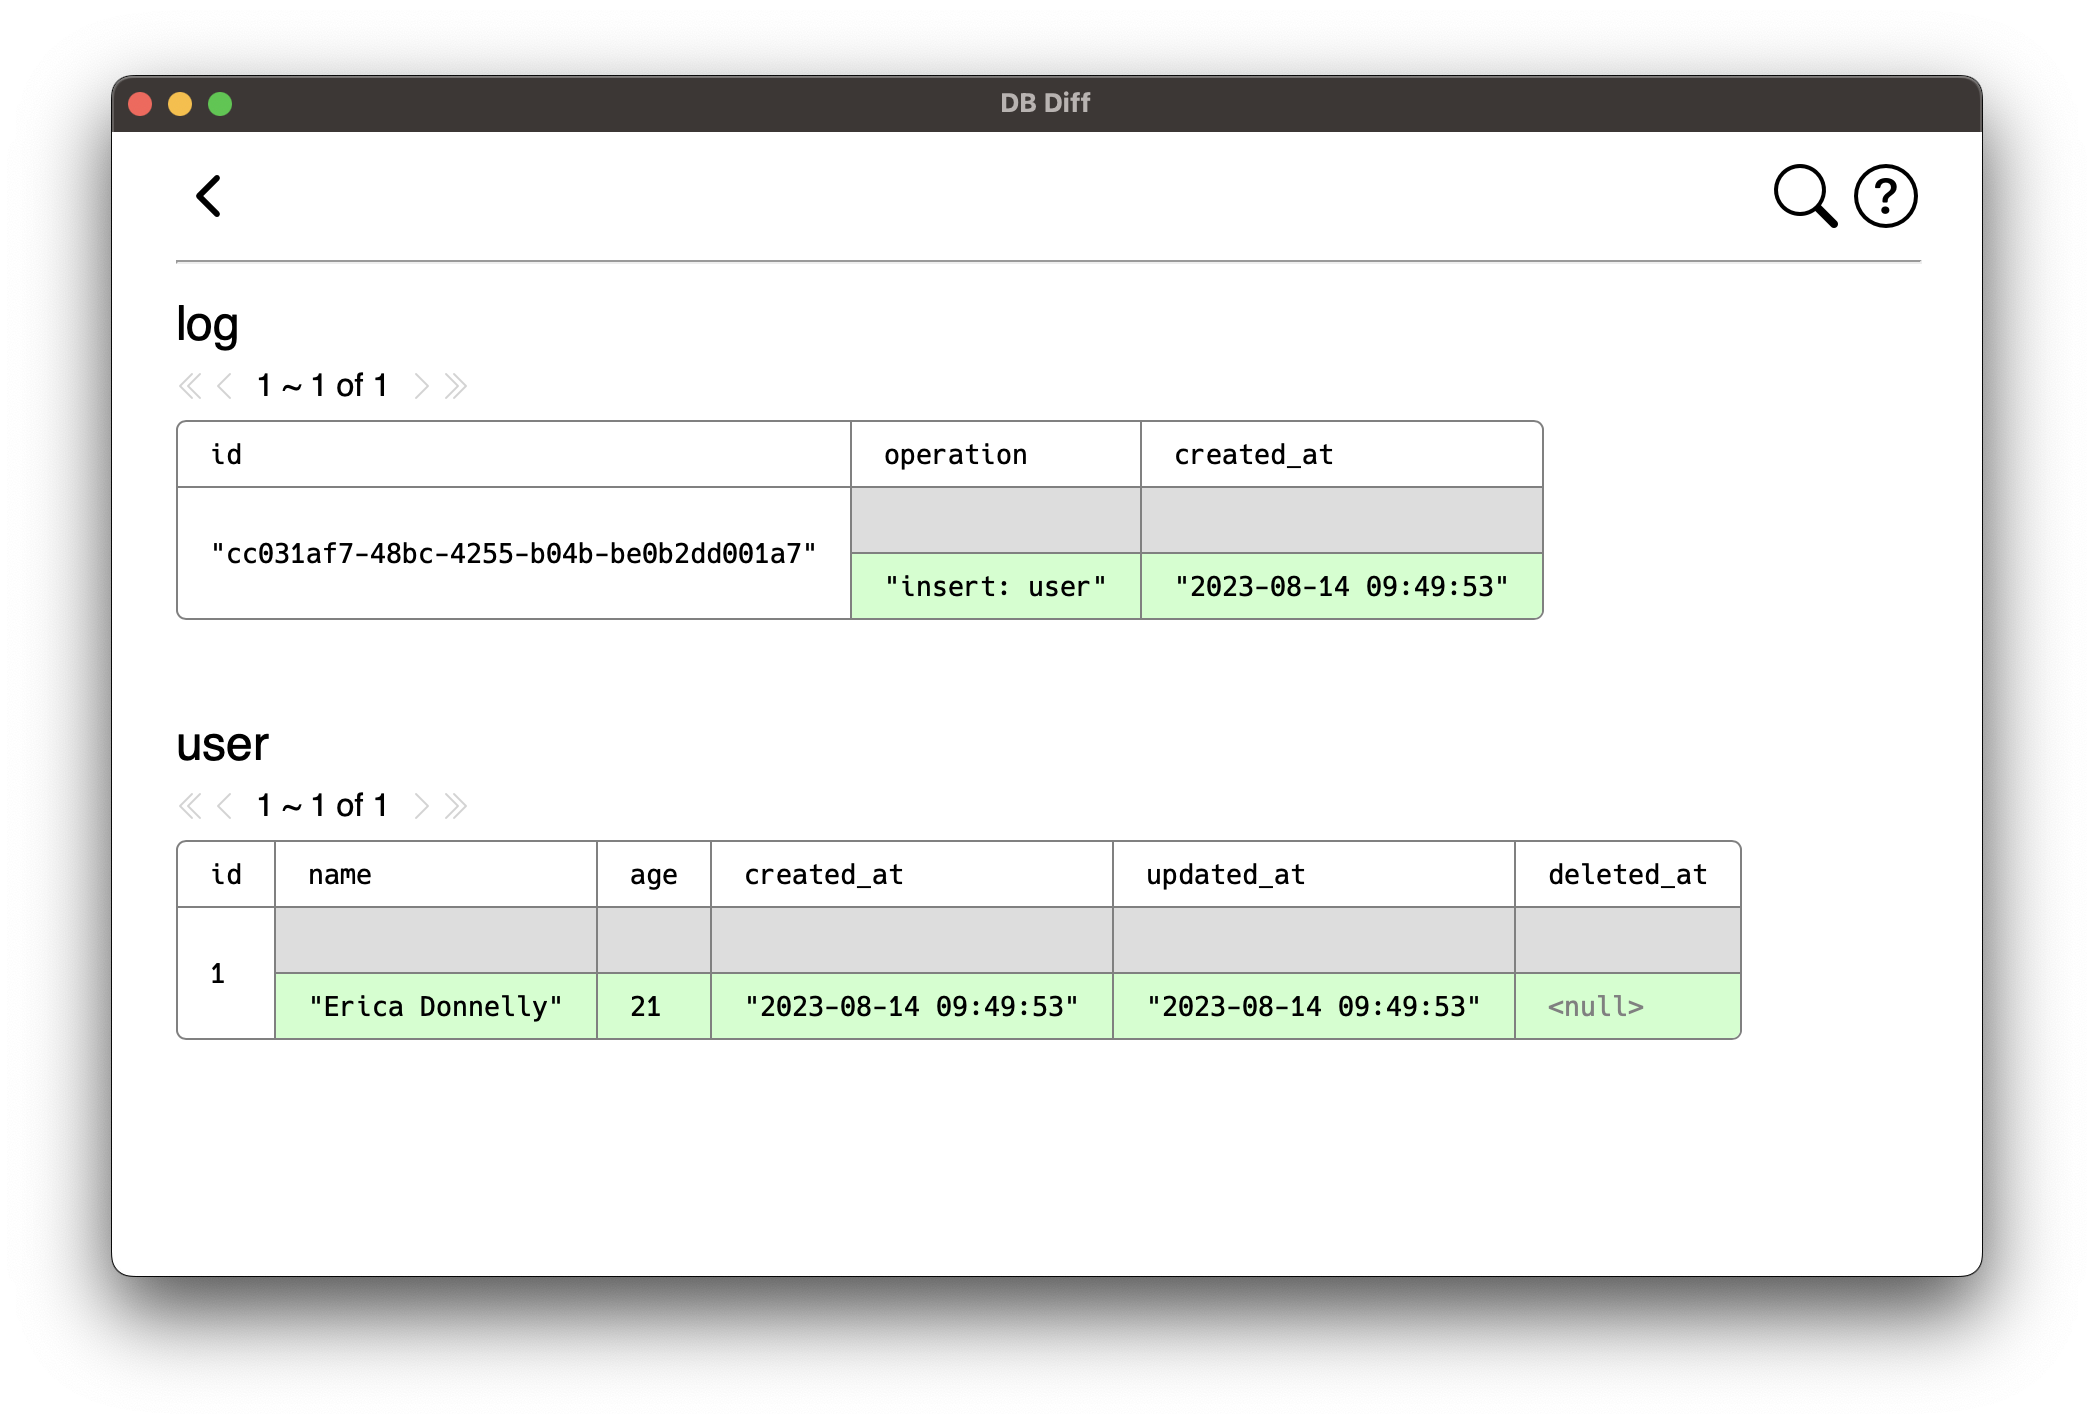 DB Diff
?
log
1 ~ 1 of 1
id operation created_at
"cc031af7-48bc-4255-b04b-be0b2dd001a7"
"insert: user" "2023-08-14 09:49:53"
user
1 ~ 1 of 1
id name age created_at updated_at deleted_at
1
"Erica Donnelly" 21 "2023-08-14 09:49:53" "2023-08-14 09:49:53" <null>